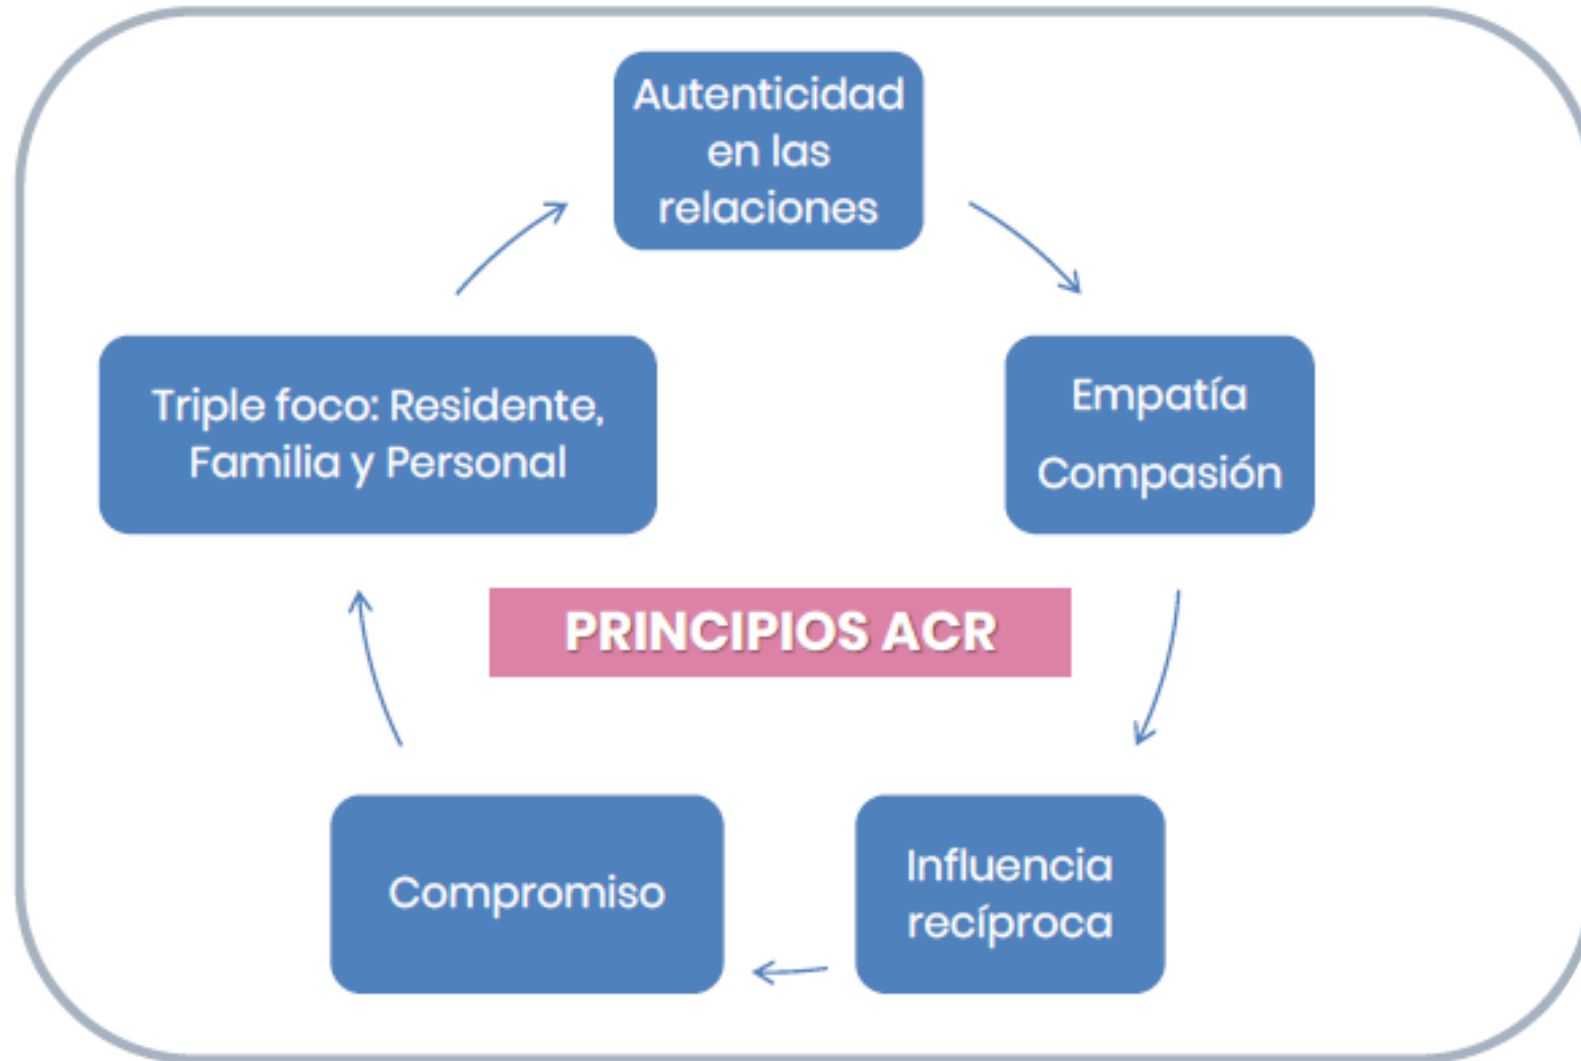 Autenticidad
en las
relaciones
Triple foco: Residente,
Familia y Personal
Empatía
Compasión
PRINCIPIOS ACR
Compromiso
Influencia
recíproca